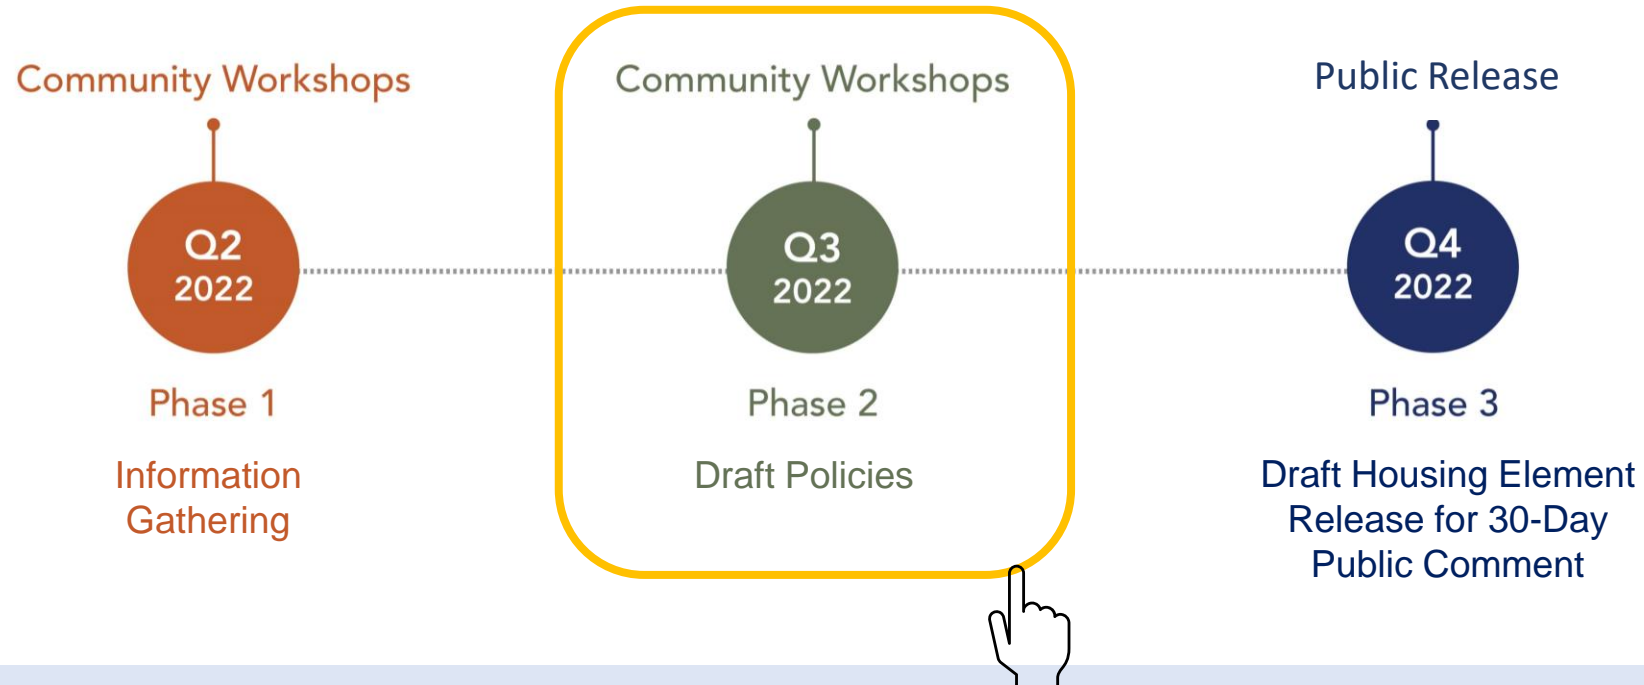 Community Workshops
Q2
2022
Phase 1
Information
Gathering
Community Workshops
Q3
2022
Phase 2
Draft Policies
Public Release
Q4
2022
Phase 3
Draft Housing Element
Release for 30-Day
Public Comment